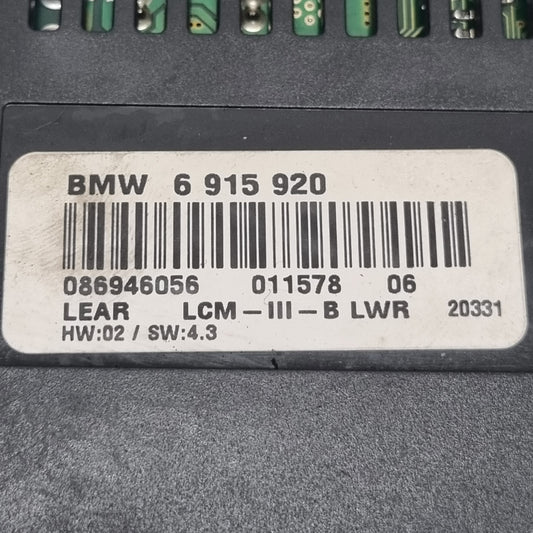 BMW 6 915 920
086946056 011578 06
LEAR LCM-III-B LWR 20331
HW:02 / SW:4.3